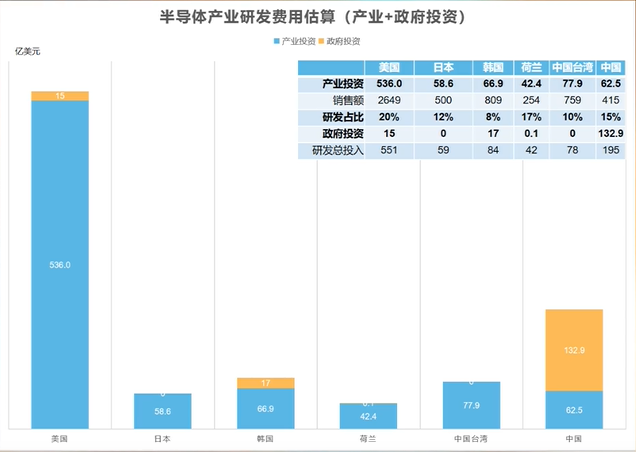 半导体产业研发费用估算（产业+政府投资）
产业投资 政府投资
亿美元
美国 日本 韩国 荷兰 中国台湾 中国
产业投资 536.0 58.6 66.9 42.4 77.9 62.5
销售额 2649 500 809 254 759 415
研发占比 20% 12% 8% 17% 10% 15%
政府投资 15 0 17 0.1 0 132.9
研发总投入 551 59 84 42 78 195
15
536.0
0
58.6
17
66.9
0.1
42.4
0
77.9
132.9
62.5
美国 日本 韩国 荷兰 中国台湾 中国